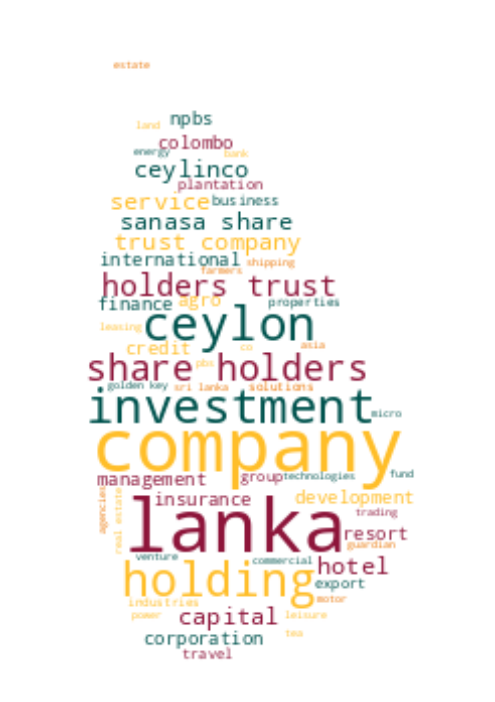 estate
npbs
land
colombo
energy
bank
ceylinco
plantation
service business
sanasa share
trust company
international shipping
farmers
holders trust
finance agro properties
ceylon
leasing
credit co asia
share holders
pbs
golden key sri lanka solutions
investment micro
company
management group technologies fund
agencies
real estate
insurance development
lanka trading
resort
guardian
venture commercial hotel
holding export
industries motor
power capital leisure
corporation tea
travel